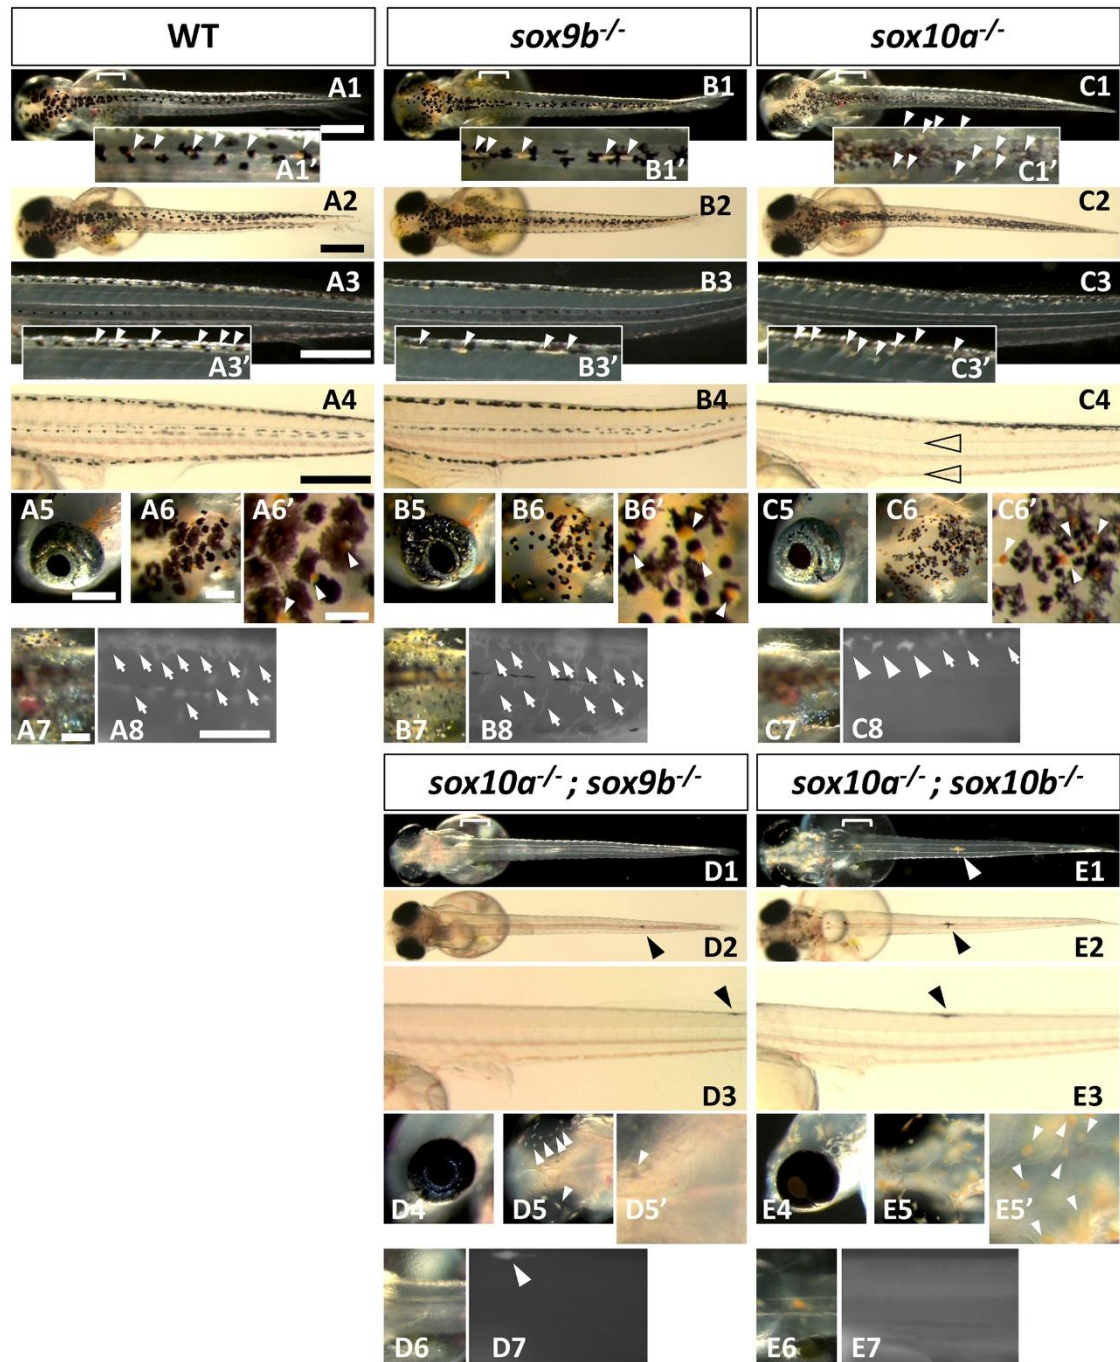 WT sox9b-/- sox10a-/-
A1 B1 C1
A1' B1' C1'
A2 B2 C2
A3 B3 C3
A3' B3' C3'
A4 B4 C4
A5 A6 A6' B5 B6 B6' C5 C6 C6'
A7 A8 B7 B8 C7 C8
sox10a-/- ; sox9b-/- sox10a-/- ; sox10b-/-
D1 E1
D2 E2
D3 E3
D4 D5 D5' E4 E5 E5'
D6 D7 E6 E7